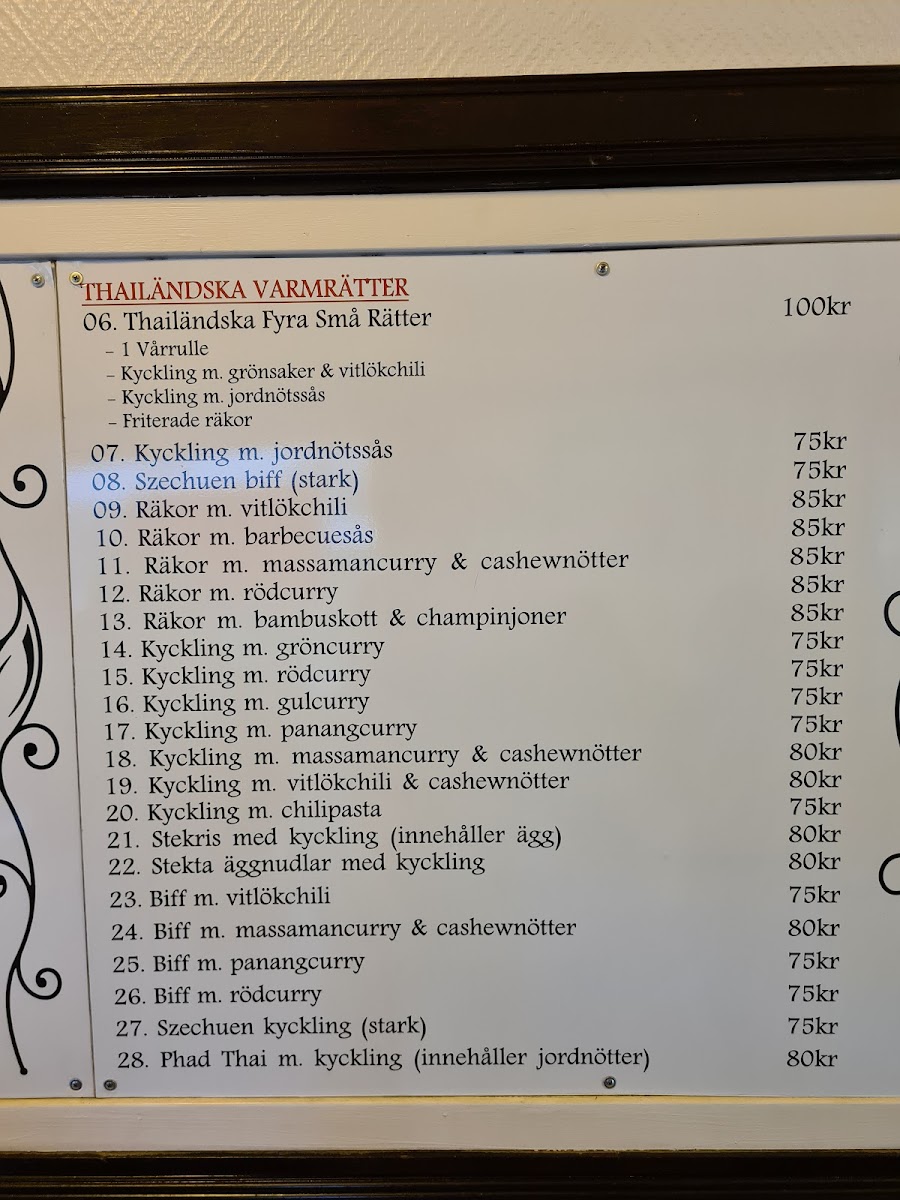 THAILÄNDSKA VARMRÄTTER
06. Thailändska Fyra Små Rätter 100kr
- 1 Vårrulle
- Kyckling m. grönsaker & vitlökchili
- Kyckling m. jordnötssås
- Friterade räkor
07. Kyckling m. jordnötssås 75kr
08. Szechuen biff (stark) 75kr
09. Räkor m. vitlökchili 85kr
10. Räkor m. barbecuesås 85kr
11. Räkor m. massamancurry & cashewnötter 85kr
12. Räkor m. rödcurry 85kr
13. Räkor m. bambuskott & champinjoner 85kr
14. Kyckling m. gröncurry 75kr
15. Kyckling m. rödcurry 75kr
16. Kyckling m. gulcurry 75kr
17. Kyckling m. panangcurry 75kr
18. Kyckling m. massamancurry & cashewnötter 80kr
19. Kyckling m. vitlökchili & cashewnötter 80kr
20. Kyckling m. chilipasta 75kr
21. Stekris med kyckling (innehåller ägg) 80kr
22. Stekta äggnudlar med kyckling 80kr
23. Biff m. vitlökchili 75kr
24. Biff m. massamancurry & cashewnötter 80kr
25. Biff m. panangcurry 75kr
26. Biff m. rödcurry 75kr
27. Szechuen kyckling (stark) 75kr
28. Phad Thai m. kyckling (innehåller jordnötter) 80kr